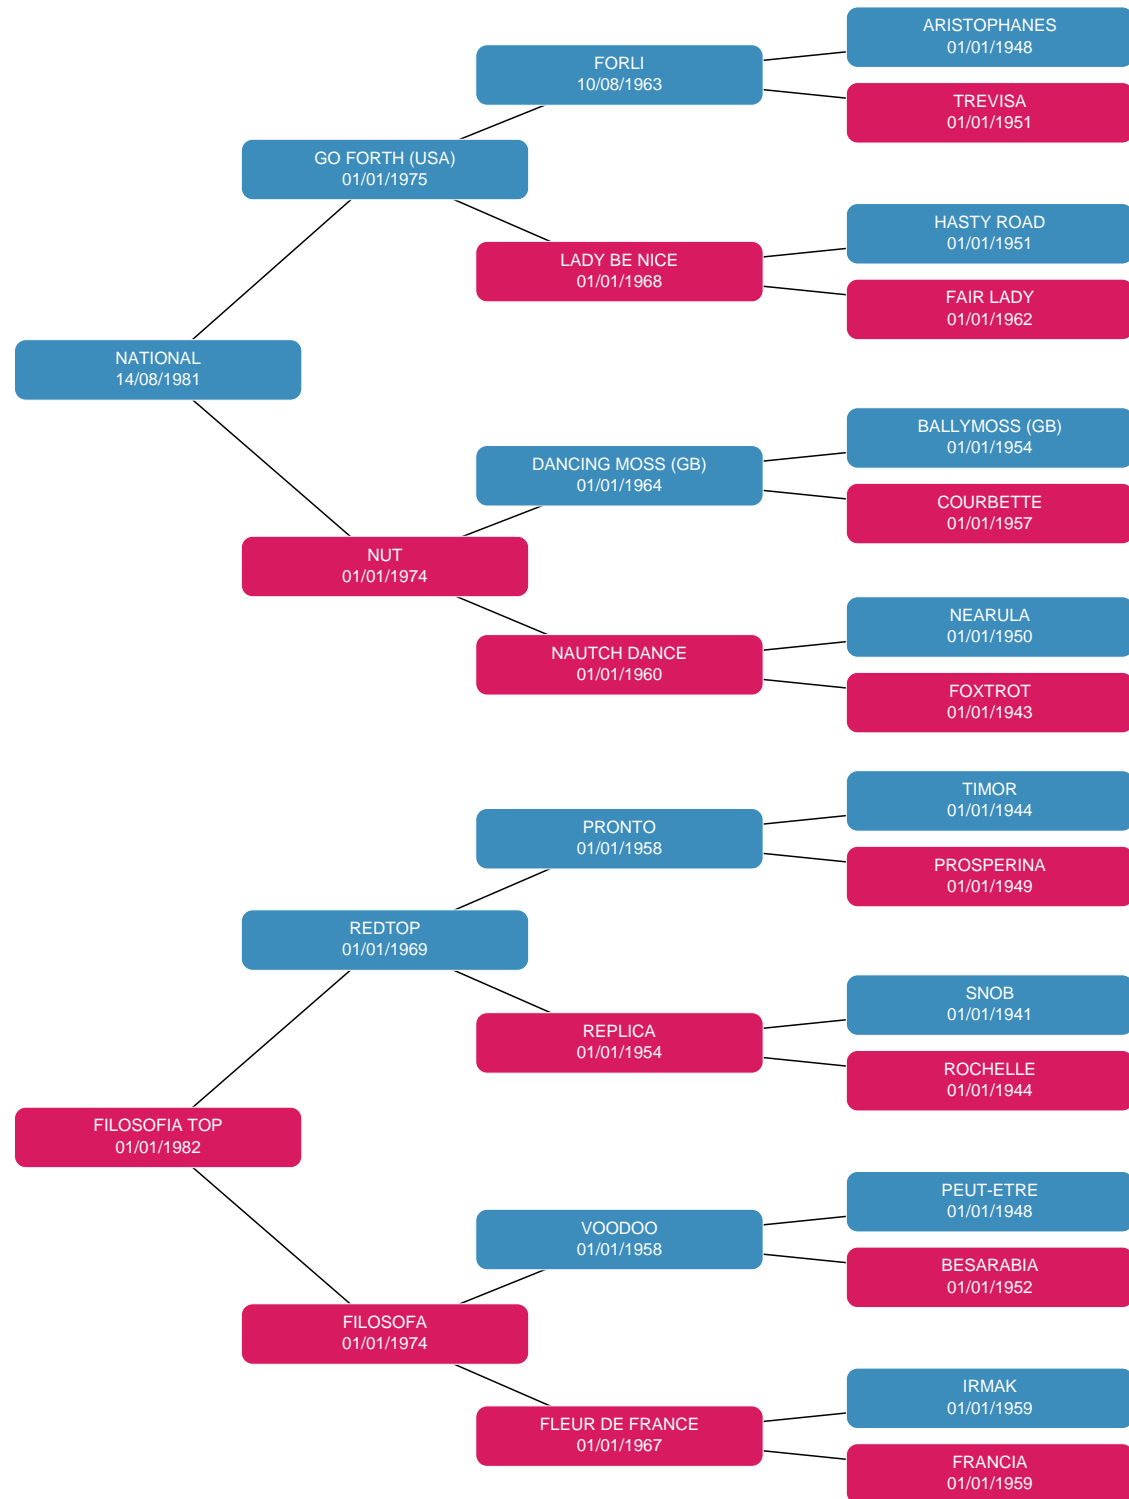 ARISTOPHANES
01/01/1948
FORLI
10/08/1963
TREVISA
01/01/1951
GO FORTH (USA)
01/01/1975
HASTY ROAD
01/01/1951
LADY BE NICE
01/01/1968
FAIR LADY
01/01/1962
NATIONAL
14/08/1981
BALLYMOSS (GB)
01/01/1954
DANCING MOSS (GB)
01/01/1964
COURBETTE
01/01/1957
NUT
01/01/1974
NEARULA
01/01/1950
NAUTCH DANCE
01/01/1960
FOXTROT
01/01/1943
TIMOR
01/01/1944
PRONTO
01/01/1958
PROSPERINA
01/01/1949
REDTOP
01/01/1969
SNOB
01/01/1941
REPLICA
01/01/1954
ROCHELLE
01/01/1944
FILOSOFIA TOP
01/01/1982
PEUT-ETRE
01/01/1948
VOODOO
01/01/1958
BESARABIA
01/01/1952
FILOSOFA
01/01/1974
IRMAK
01/01/1959
FLEUR DE FRANCE
01/01/1967
FRANCIA
01/01/1959